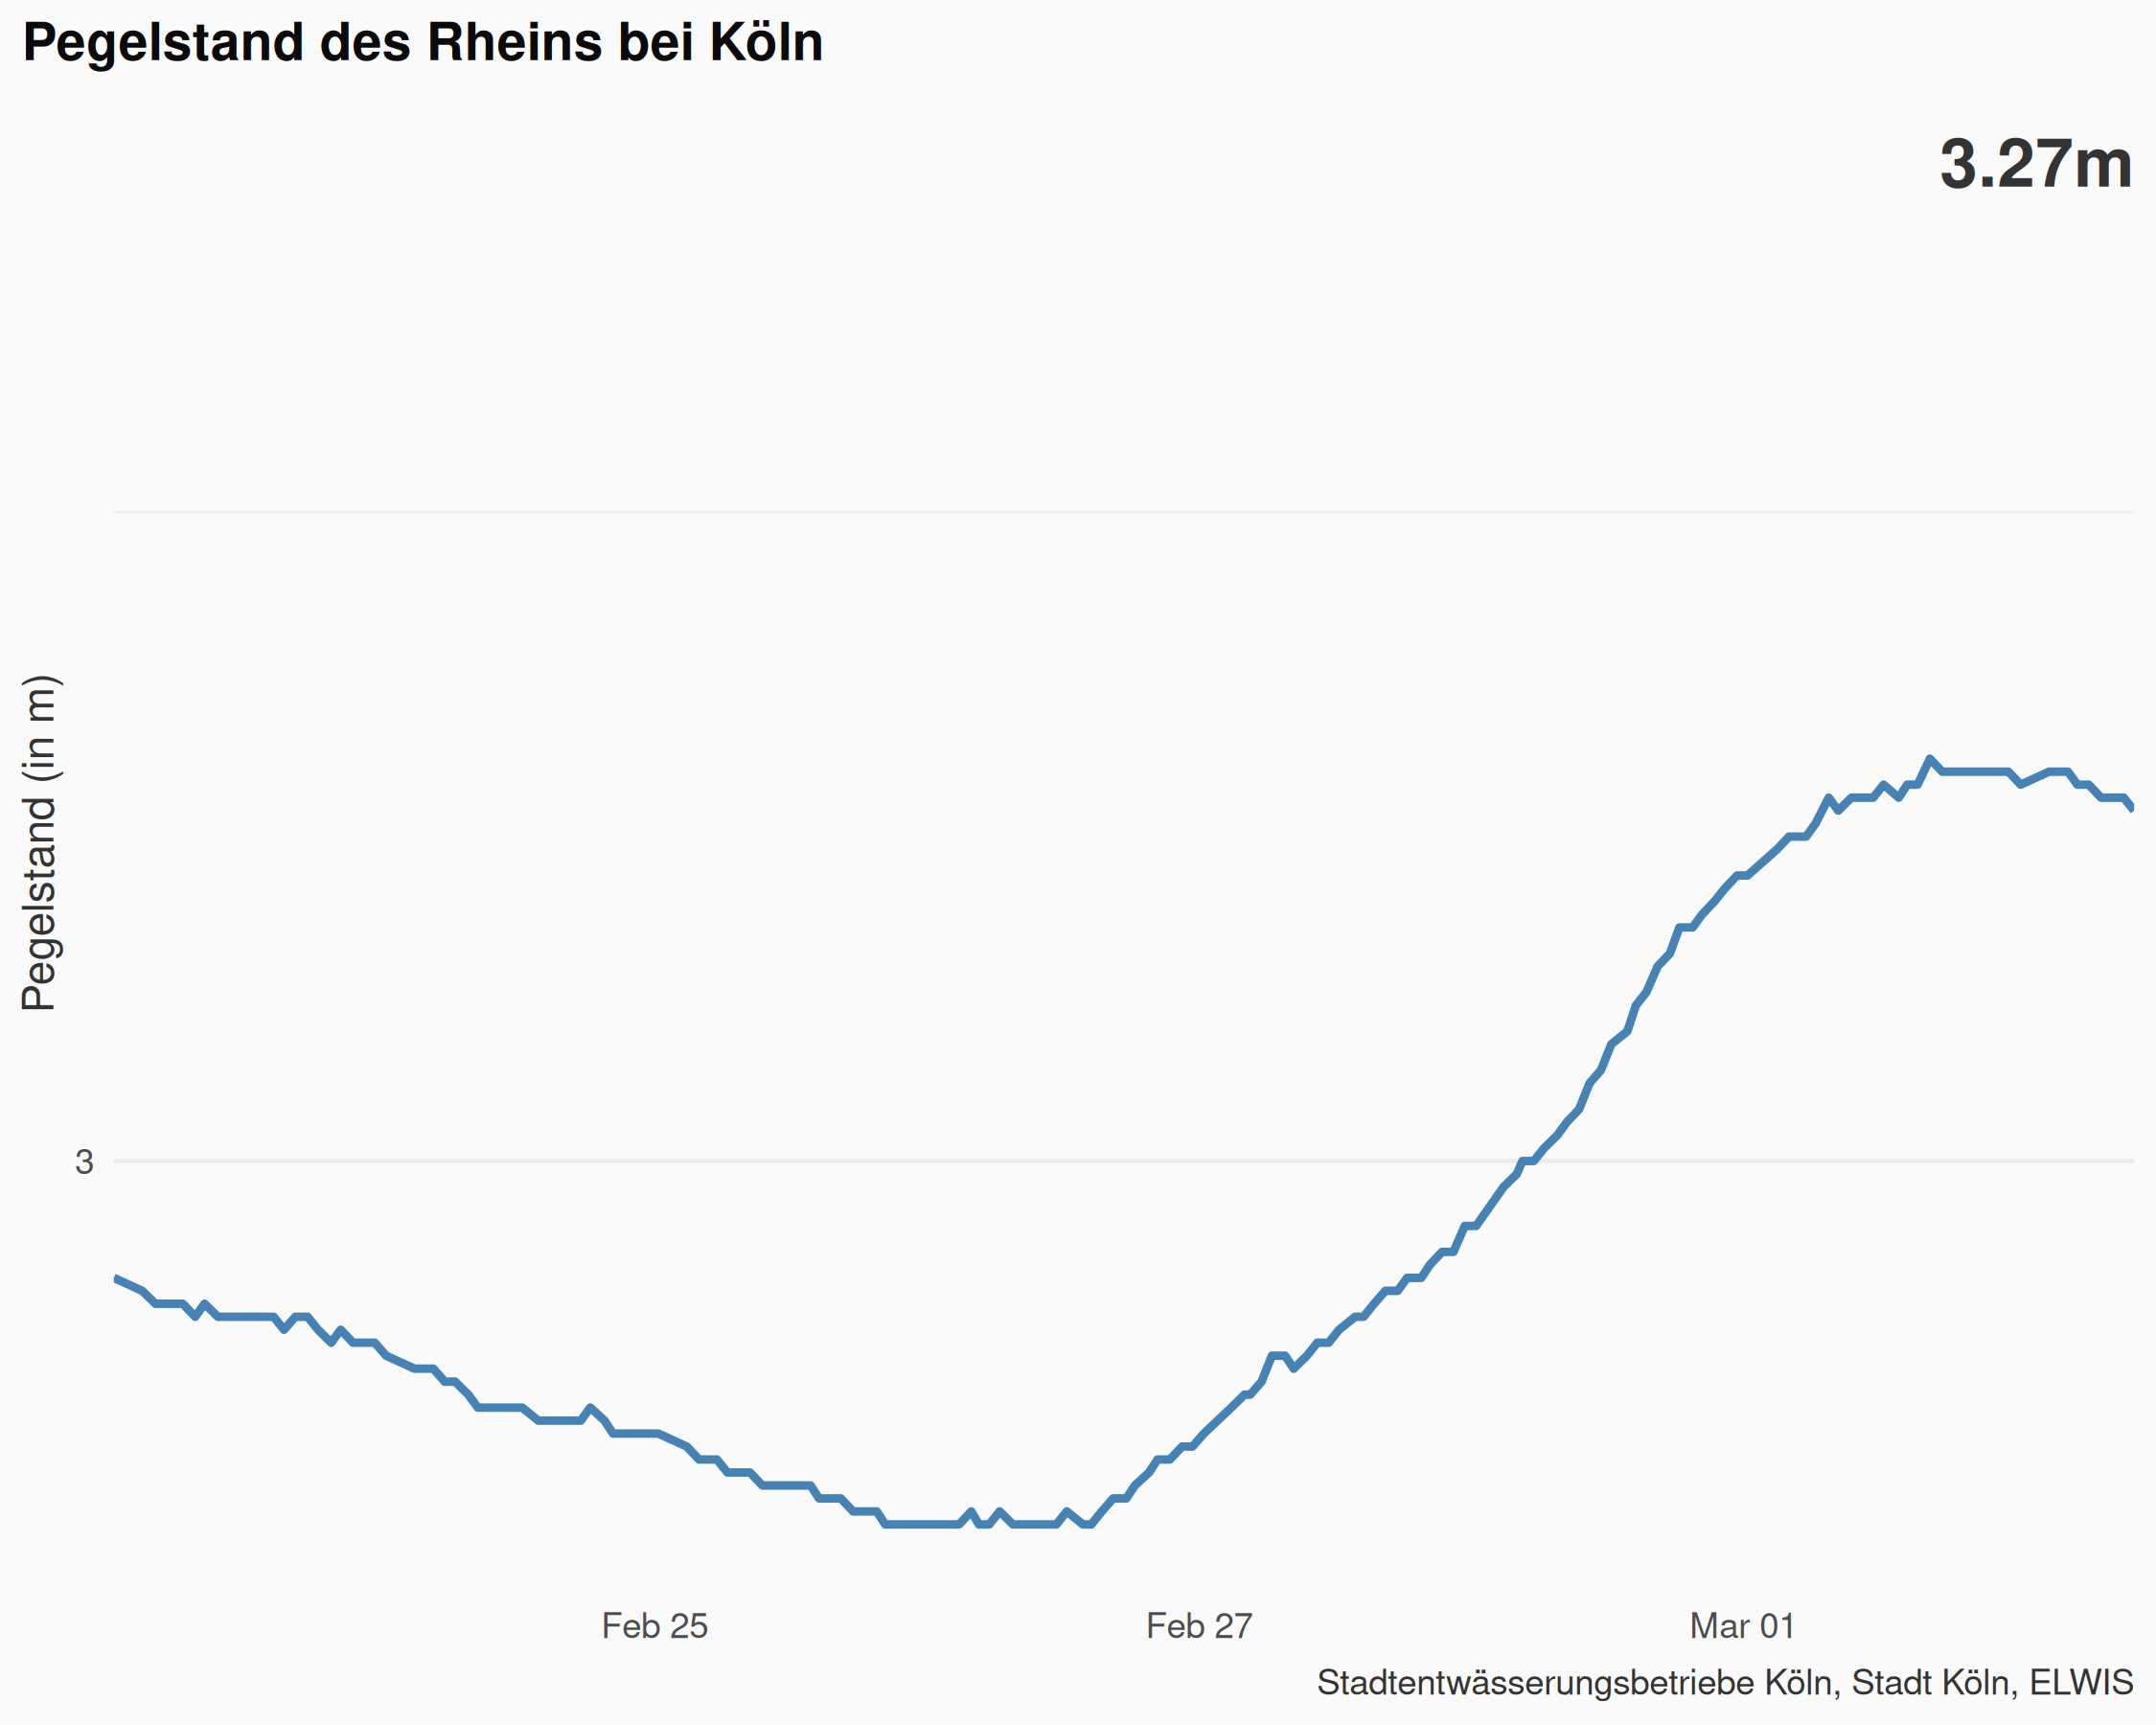 Pegelstand des Rheins bei Köln
3.27m
Pegelstand (in m)
3
Feb 25
Feb 27
Mar 01
Stadtentwässerungsbetriebe Köln, Stadt Köln, ELWIS